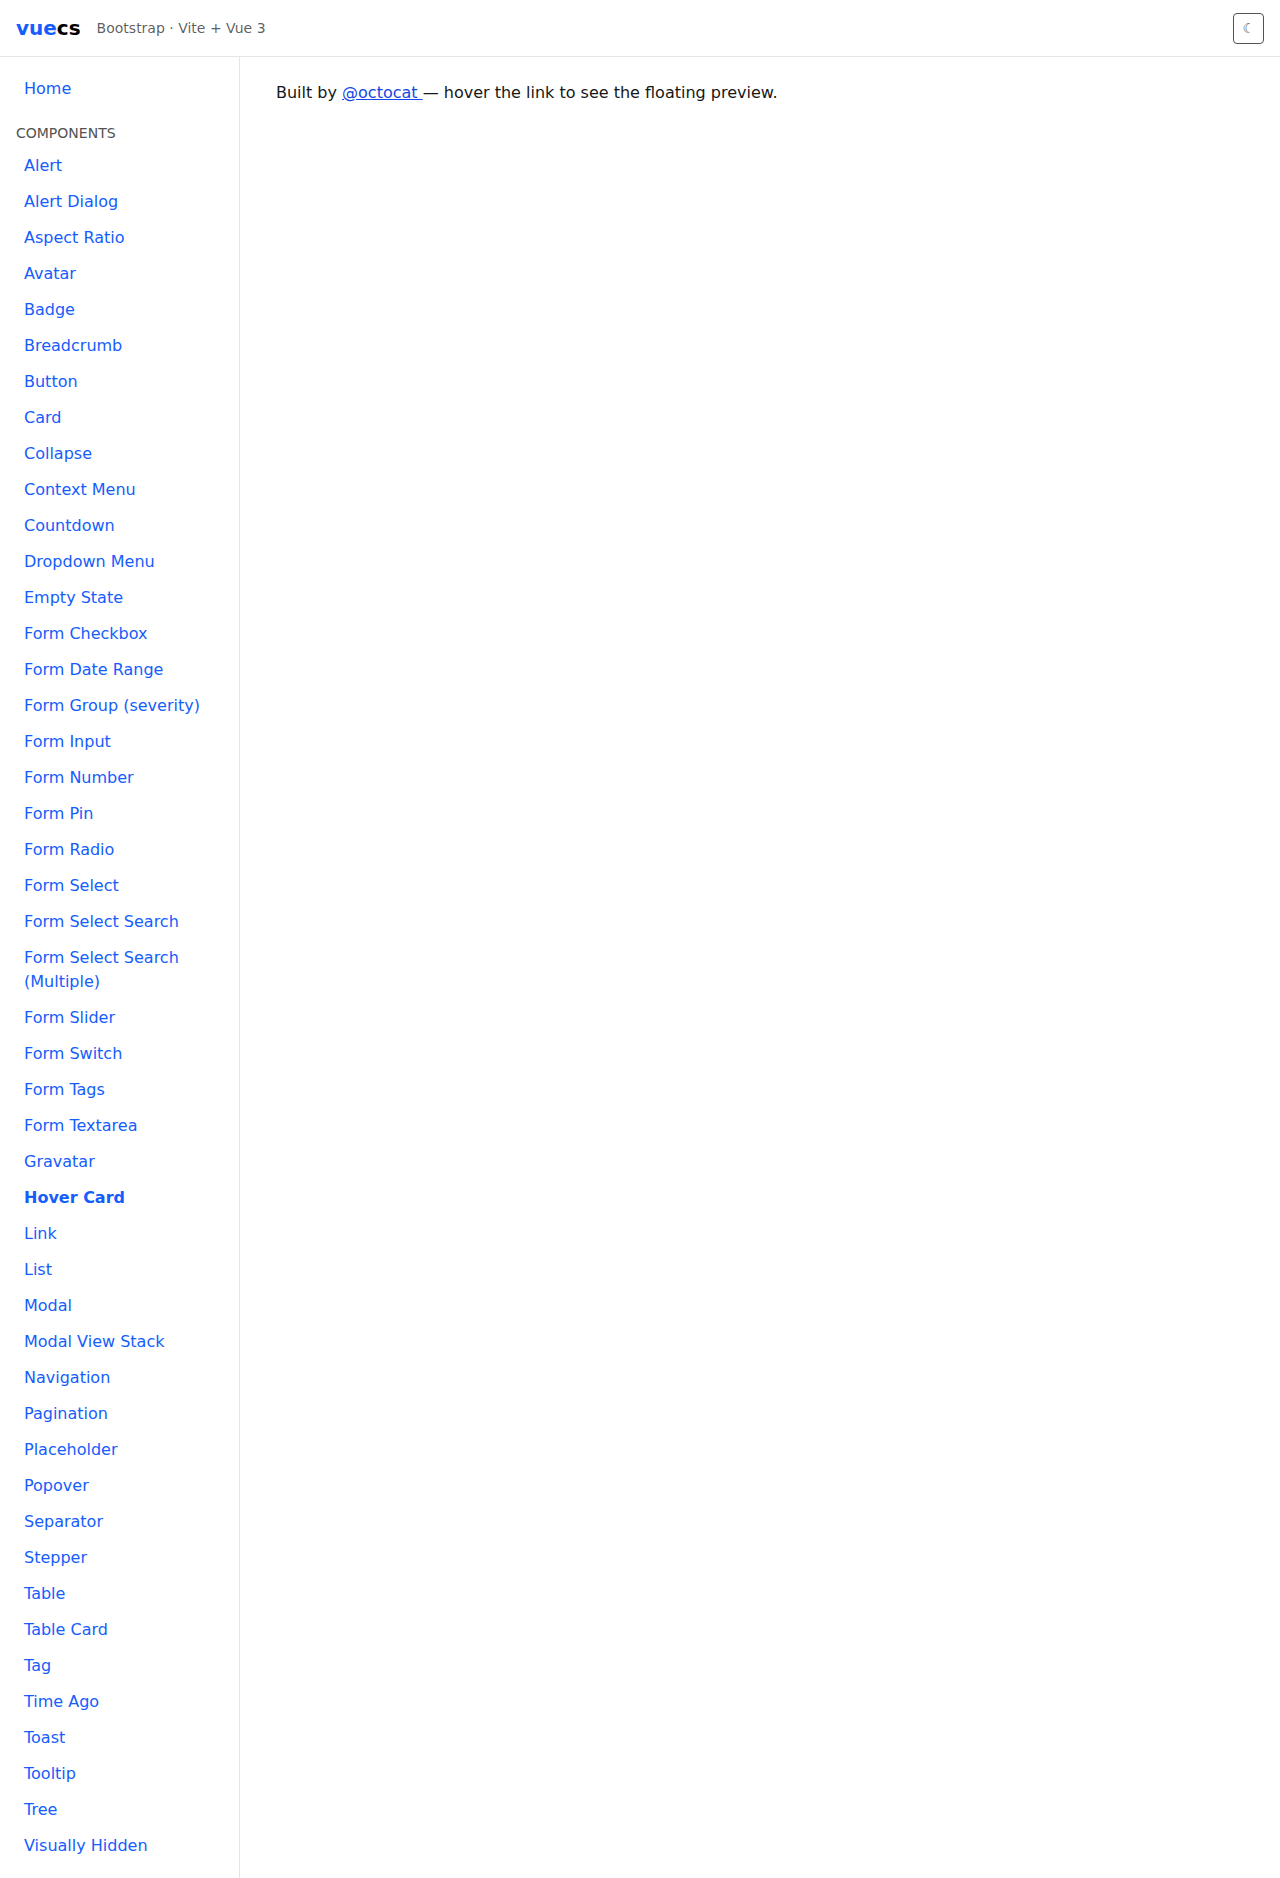 vuecs Bootstrap · Vite + Vue 3
Home
COMPONENTS
Alert
Alert Dialog
Aspect Ratio
Avatar
Badge
Breadcrumb
Button
Card
Collapse
Context Menu
Countdown
Dropdown Menu
Empty State
Form Checkbox
Form Date Range
Form Group (severity)
Form Input
Form Number
Form Pin
Form Radio
Form Select
Form Select Search
Form Select Search
(Multiple)
Form Slider
Form Switch
Form Tags
Form Textarea
Gravatar
Hover Card
Link
List
Modal
Modal View Stack
Navigation
Pagination
Placeholder
Popover
Separator
Stepper
Table
Table Card
Tag
Time Ago
Toast
Tooltip
Tree
Visually Hidden
Built by @octocat — hover the link to see the floating preview.